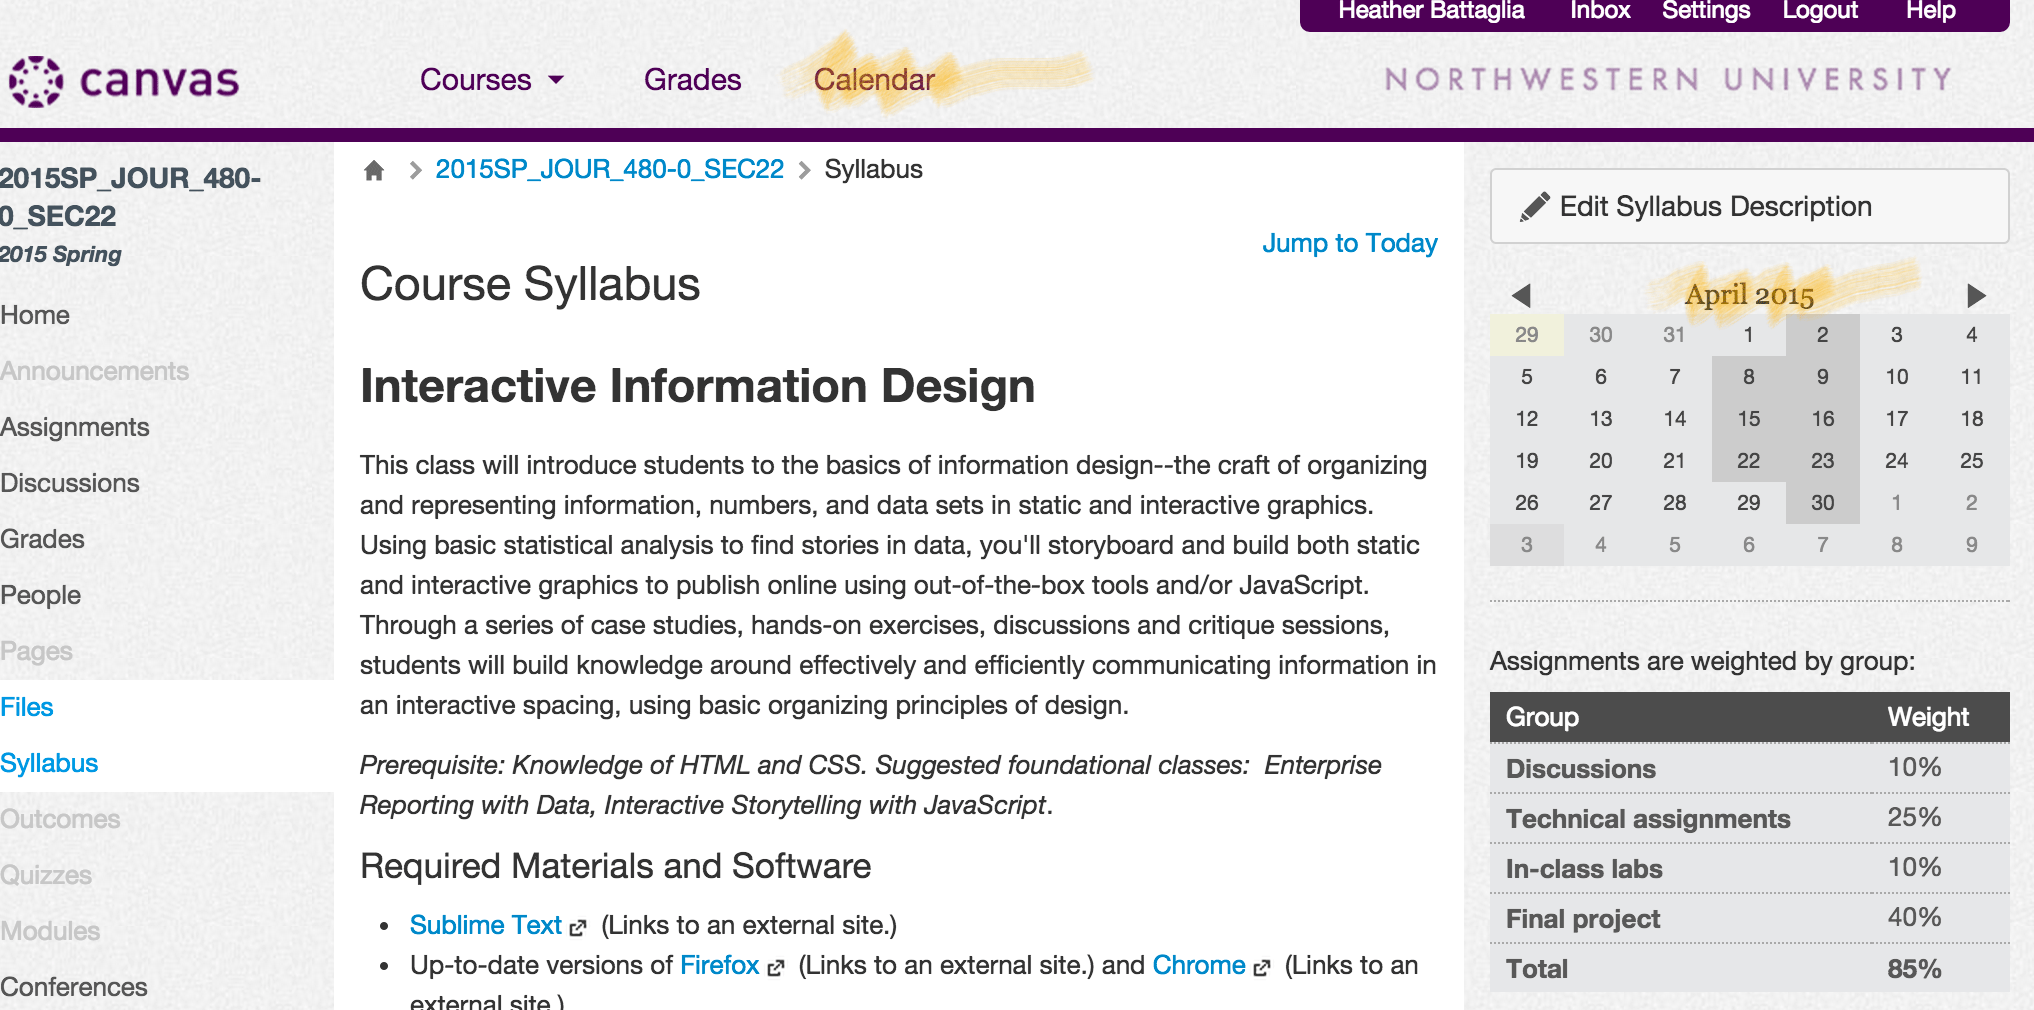 Heather Battaglia Inbox Settings Logout Help
canvas Courses Grades Calendar NORTHWESTERN UNIVERSITY
2015SP_JOUR_480-
0_SEC22
2015 Spring
Home
Announcements
Assignments
Discussions
Grades
People
Pages
Files
Syllabus
Outcomes
Quizzes
Modules
Conferences
2015SP_JOUR_480-0_SEC22 Syllabus
Jump to Today
Course Syllabus
Interactive Information Design
This class will introduce students to the basics of information design--the craft of organizing
and representing information, numbers, and data sets in static and interactive graphics.
Using basic statistical analysis to find stories in data, you'll storyboard and build both static
and interactive graphics to publish online using out-of-the-box tools and/or JavaScript.
Through a series of case studies, hands-on exercises, discussions and critique sessions,
students will build knowledge around effectively and efficiently communicating information in
an interactive spacing, using basic organizing principles of design.
Prerequisite: Knowledge of HTML and CSS. Suggested foundational classes: Enterprise
Reporting with Data, Interactive Storytelling with JavaScript.
Required Materials and Software
• Sublime Text (Links to an external site.)
• Up-to-date versions of Firefox (Links to an external site.) and Chrome (Links to an
external site.)
Edit Syllabus Description
April 2015
29 30 31 1 2 3 4
5 6 7 8 9 10 11
12 13 14 15 16 17 18
19 20 21 22 23 24 25
26 27 28 29 30 1 2
3 4 5 6 7 8 9
Assignments are weighted by group:
Group Weight
Discussions 10%
Technical assignments 25%
In-class labs 10%
Final project 40%
Total 85%